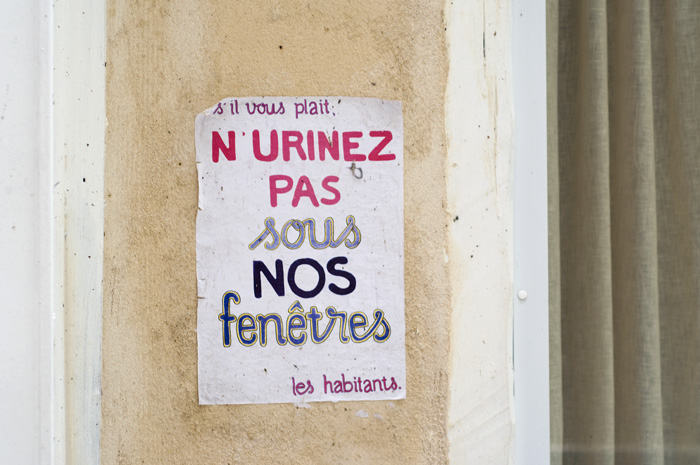 s'il vous plait,
N'URINEZ
PAS
sous
NOS
fenêtres
les habitants.